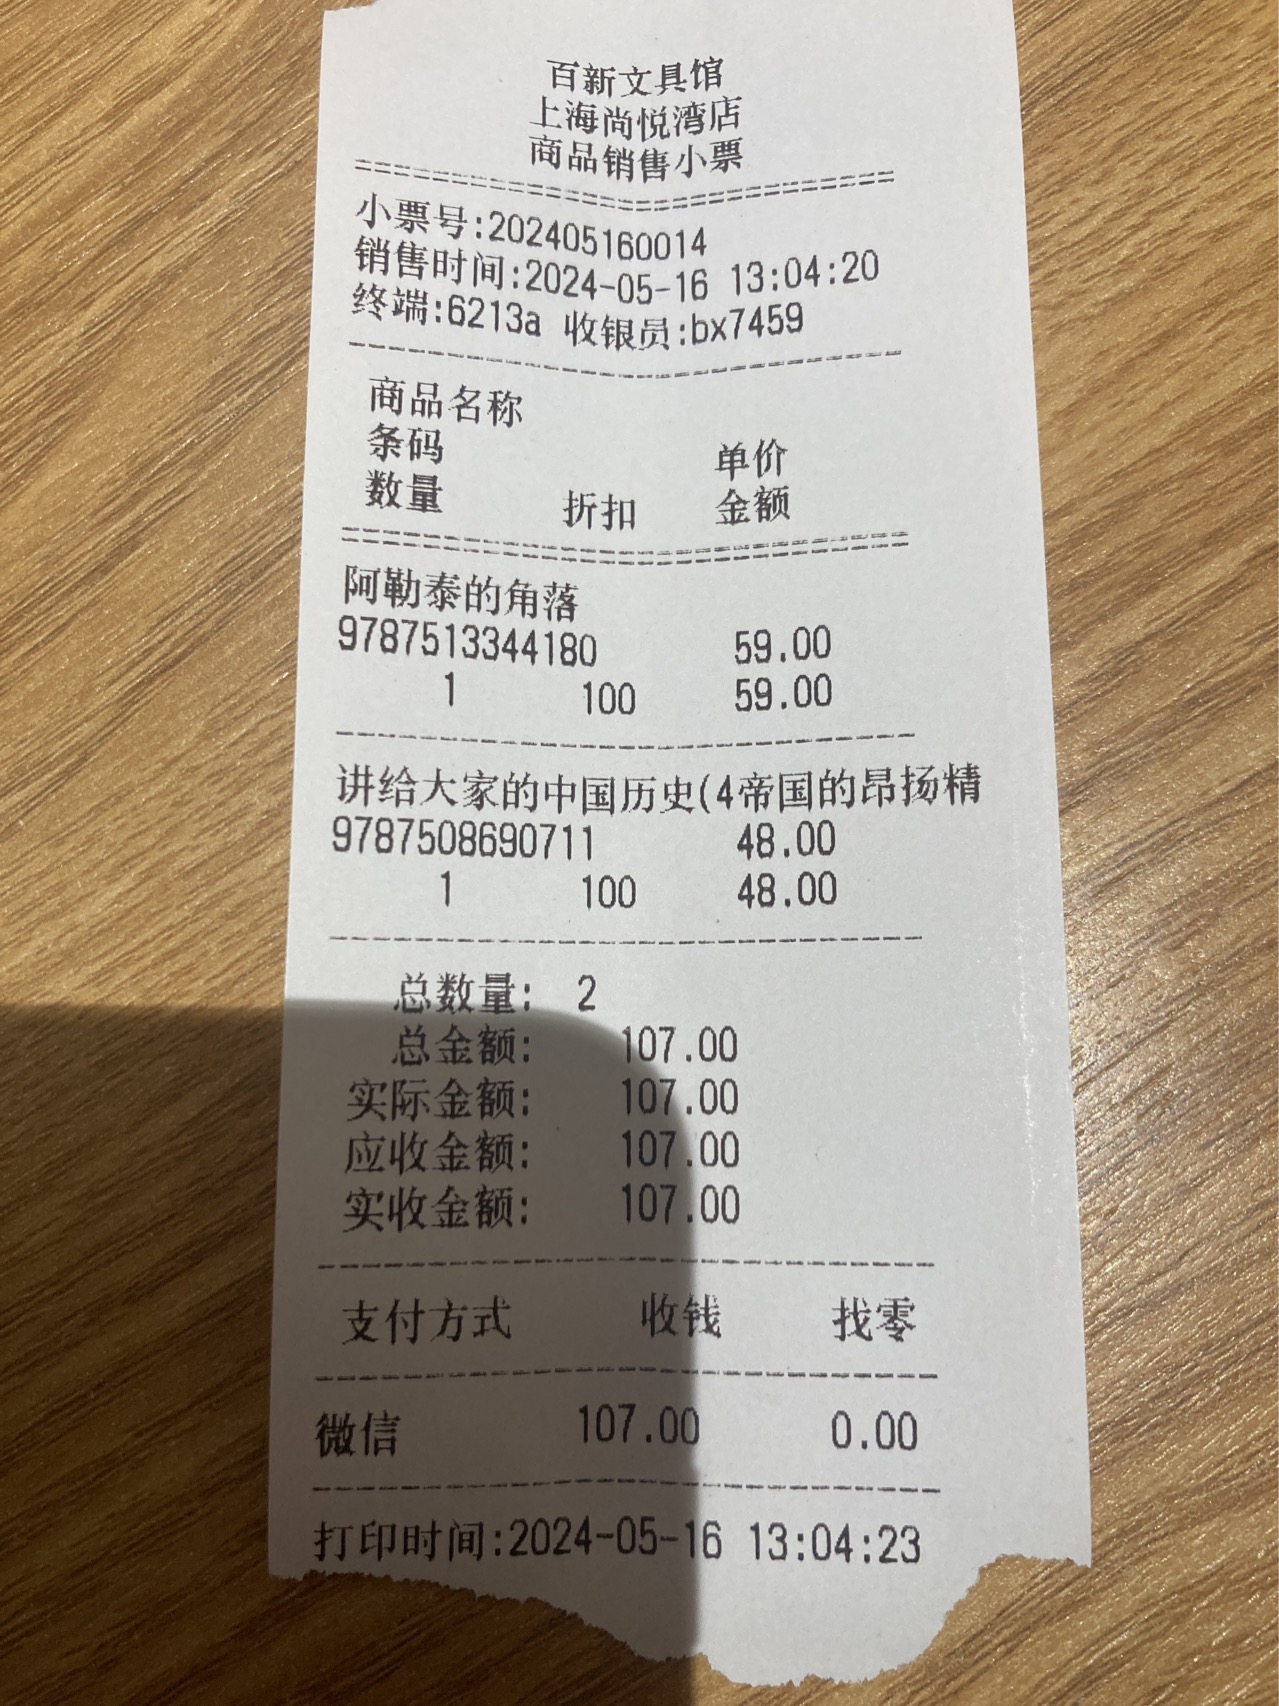 百新文具馆
上海尚悦湾店
商品销售小票
小票号:202405160014
销售时间:2024-05-16 13:04:20
终端:6213a 收银员:bx7459
商品名称
条码 单价
数量 折扣 金额
阿勒泰的角落
9787513344180 59.00
1 100 59.00
讲给大家的中国历史(4帝国的昂扬精
9787508690711 48.00
1 100 48.00
总数量: 2
总金额: 107.00
实际金额: 107.00
应收金额: 107.00
实收金额: 107.00
支付方式 收钱 找零
微信 107.00 0.00
打印时间:2024-05-16 13:04:23